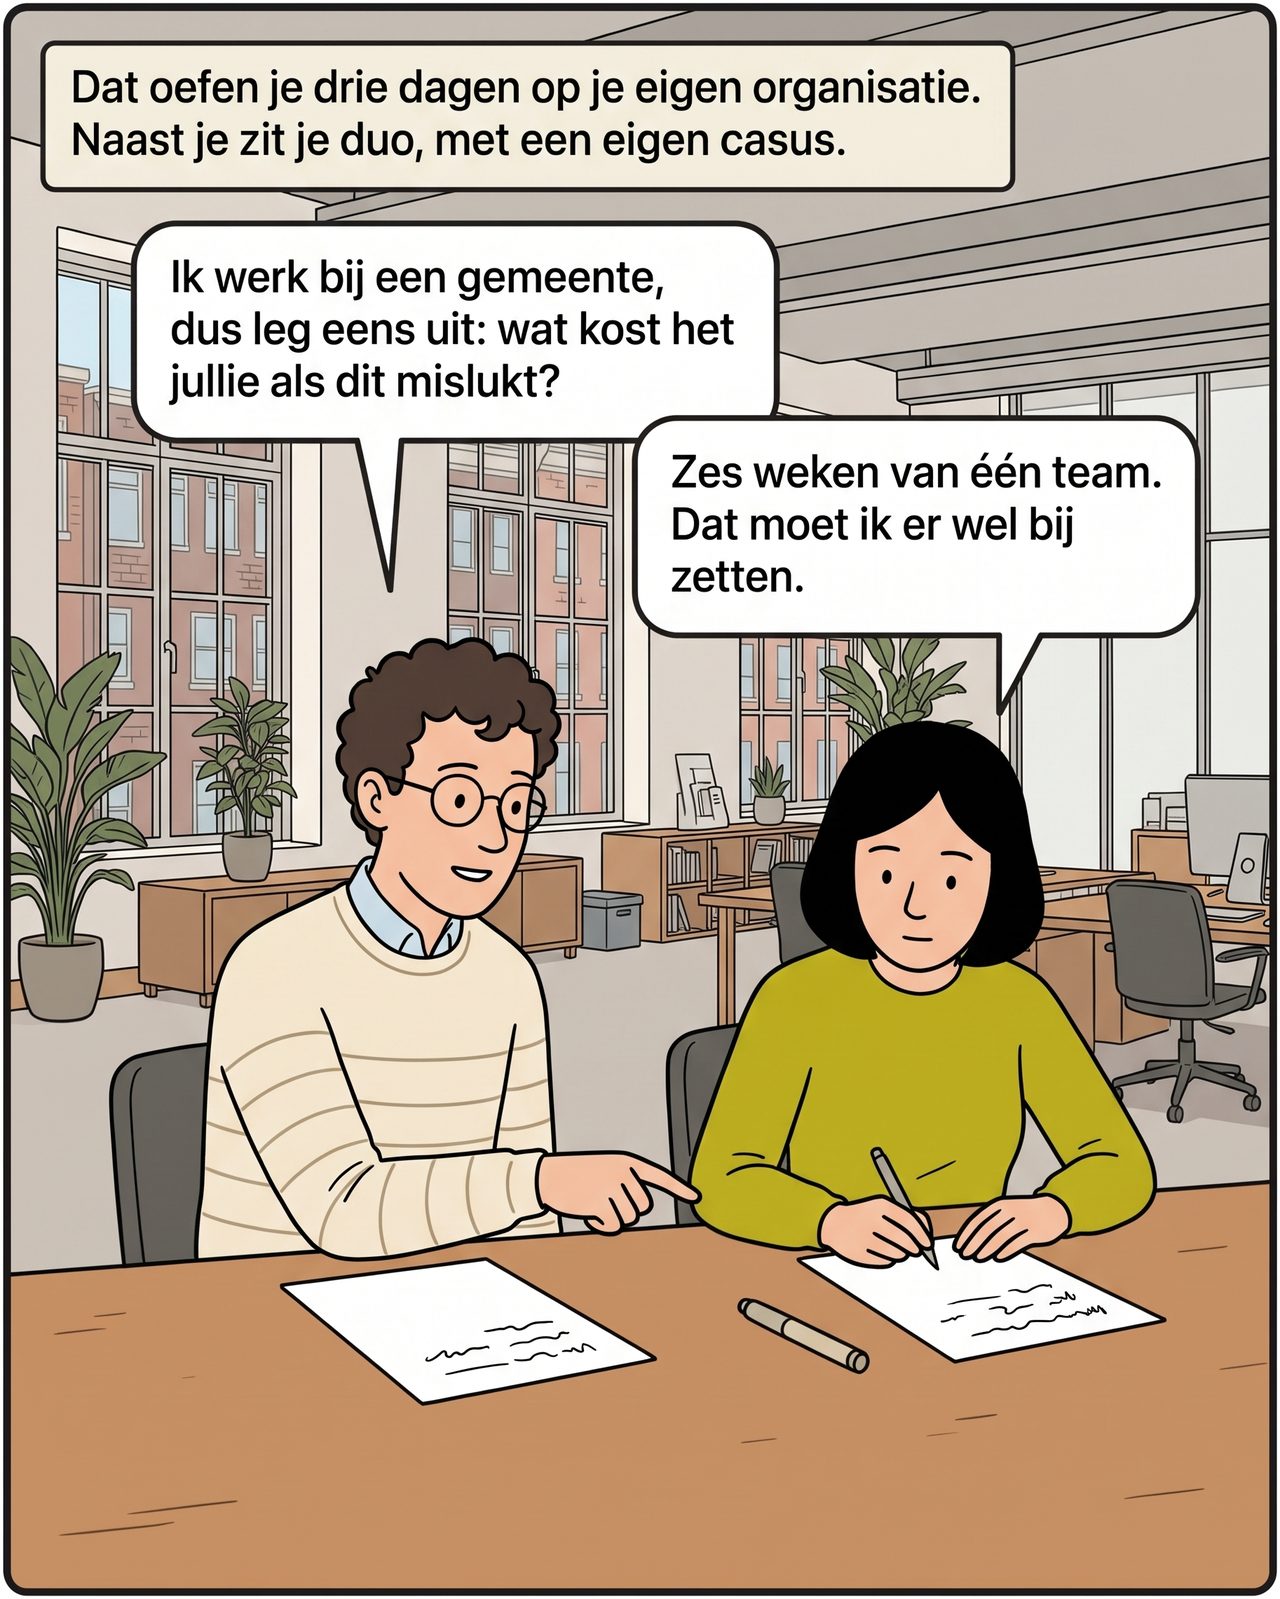 Dat oefen je drie dagen op je eigen organisatie.
Naast je zit je duo, met een eigen casus.
Ik werk bij een gemeente,
dus leg eens uit: wat kost het
jullie als dit mislukt?
Zes weken van één team.
Dat moet ik er wel bij
zetten.